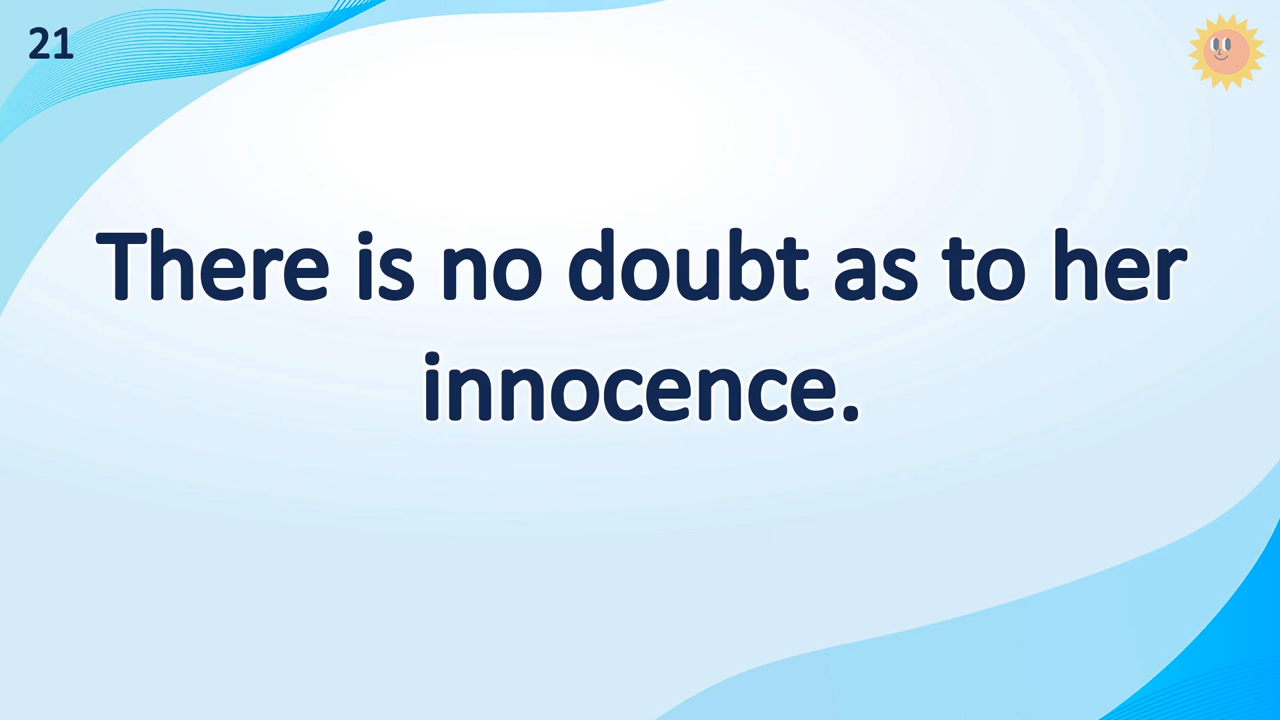 21
There is no doubt as to her
innocence.